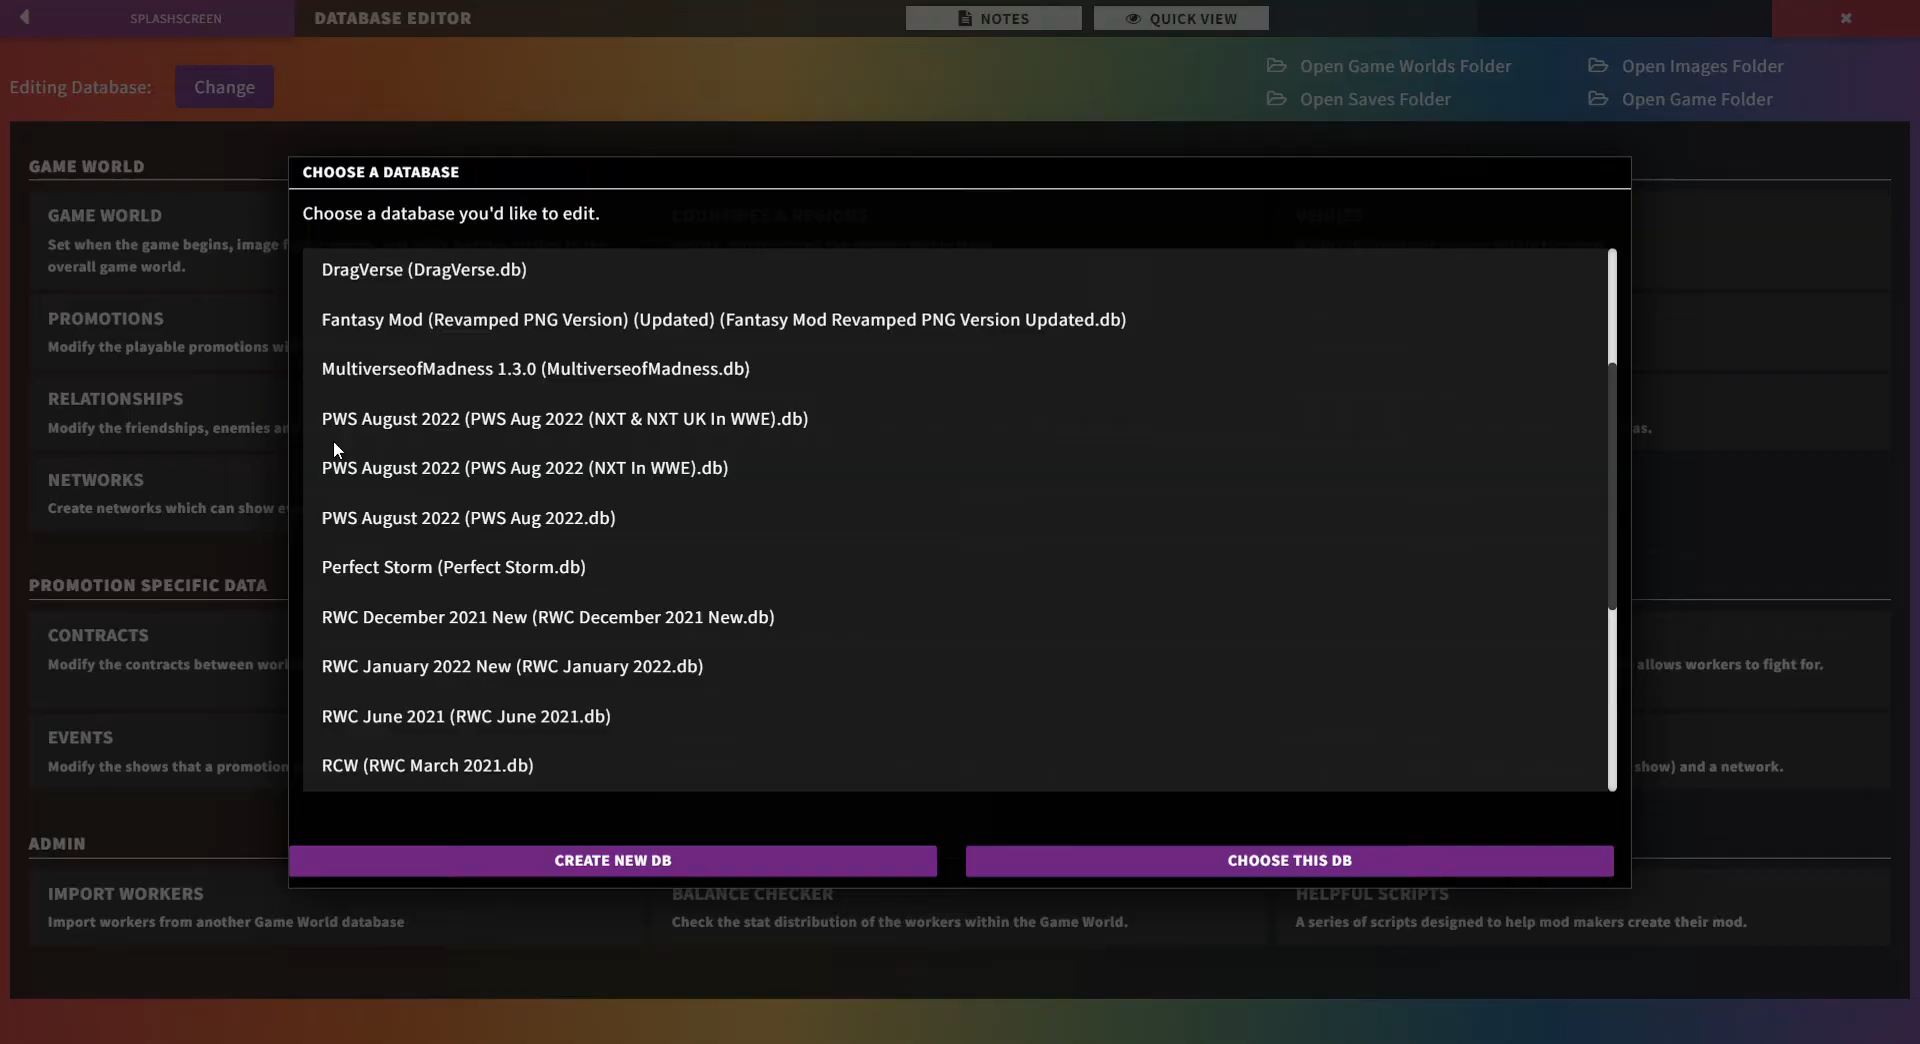 SPLASHSCREEN
DATABASE EDITOR
NOTES
QUICK VIEW
Editing Database:
Change
Open Game Worlds Folder
Open Images Folder
Open Saves Folder
Open Game Folder
GAME WORLD
GAME WORLD
Set when the game begins, image f
overall game world.
COUNTRIES & REGIONS
VENUES
PROMOTIONS
Modify the playable promotions wi
RELATIONSHIPS
Modify the friendships, enemies an
as.
NETWORKS
Create networks which can show e
CHOOSE A DATABASE
Choose a database you'd like to edit.
DragVerse (DragVerse.db)
Fantasy Mod (Revamped PNG Version) (Updated) (Fantasy Mod Revamped PNG Version Updated.db)
MultiverseofMadness 1.3.0 (MultiverseofMadness.db)
PWS August 2022 (PWS Aug 2022 (NXT & NXT UK In WWE).db)
PWS August 2022 (PWS Aug 2022 (NXT In WWE).db)
PWS August 2022 (PWS Aug 2022.db)
Perfect Storm (Perfect Storm.db)
RWC December 2021 New (RWC December 2021 New.db)
RWC January 2022 New (RWC January 2022.db)
RWC June 2021 (RWC June 2021.db)
RCW (RWC March 2021.db)
CREATE NEW DB
CHOOSE THIS DB
PROMOTION SPECIFIC DATA
CONTRACTS
Modify the contracts between work
allows workers to fight for.
EVENTS
Modify the shows that a promotion
show) and a network.
ADMIN
IMPORT WORKERS
Import workers from another Game World database
BALANCE CHECKER
Check the stat distribution of the workers within the Game World.
HELPFUL SCRIPTS
A series of scripts designed to help mod makers create their mod.